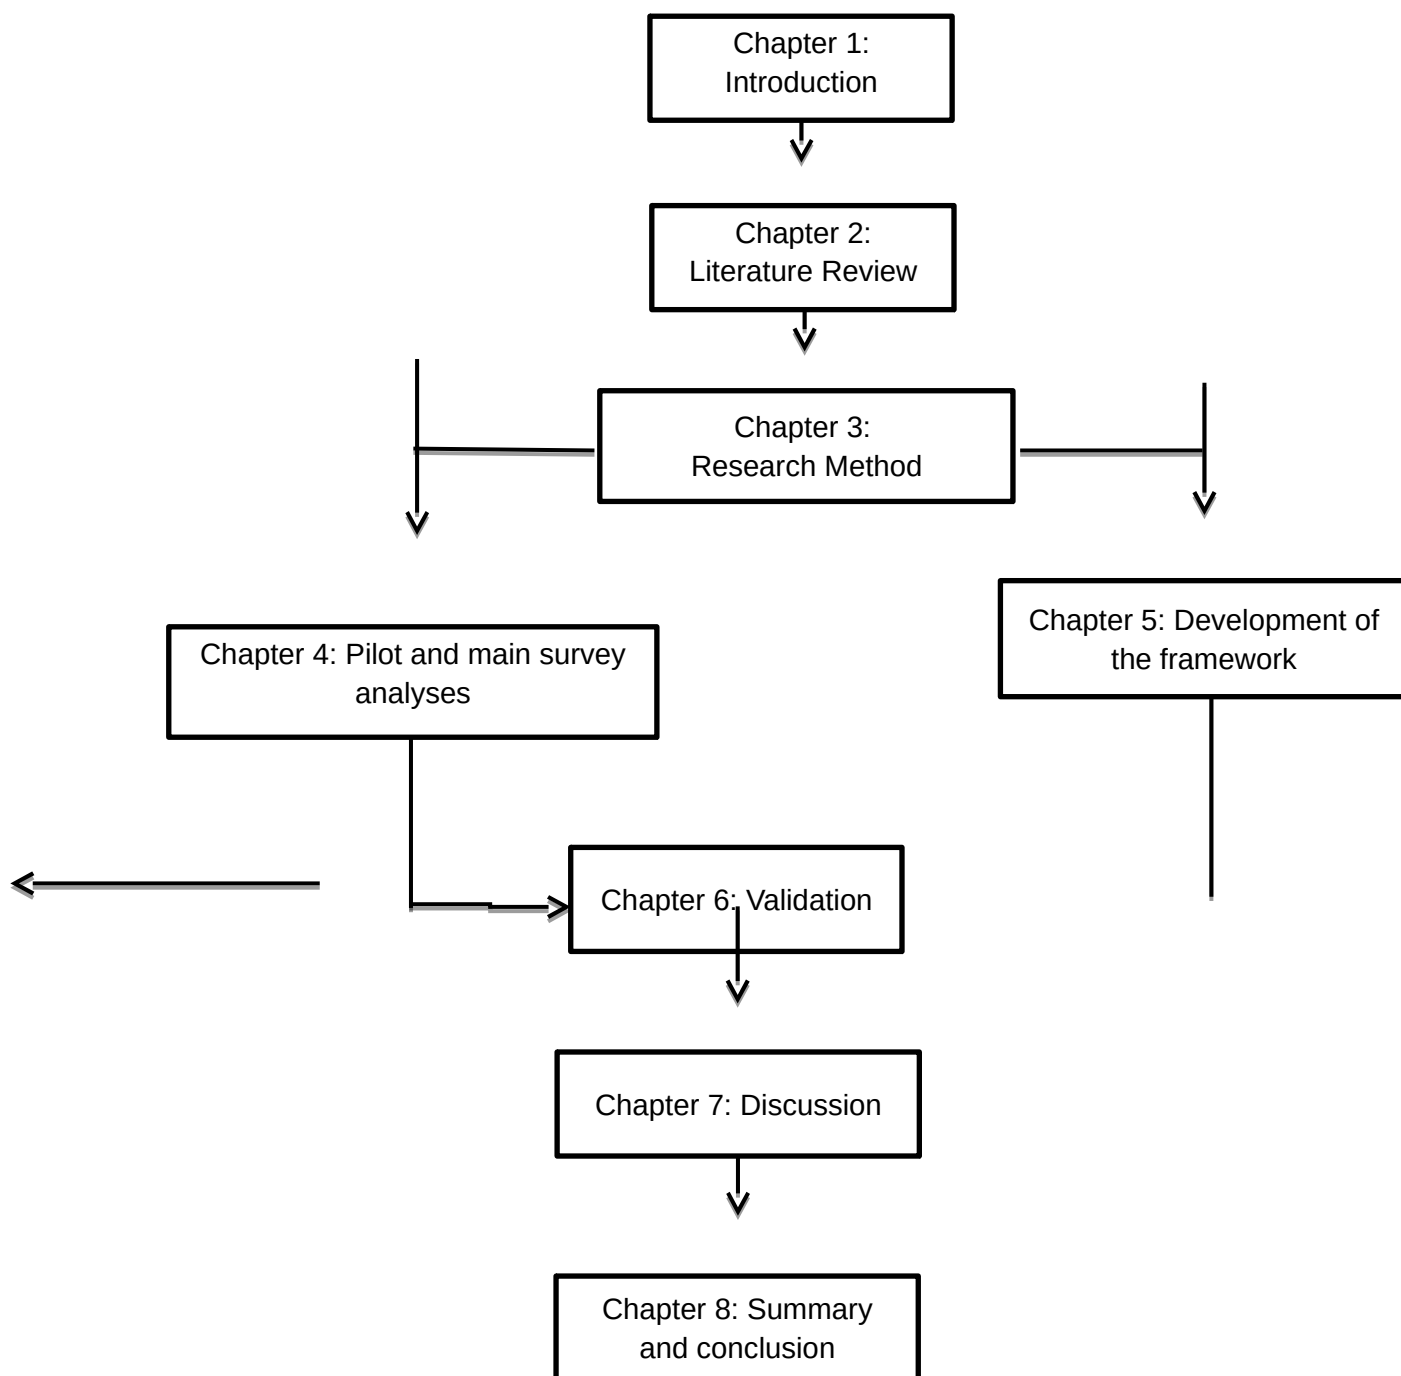 Chapter 1:
Introduction
Chapter 2:
Literature Review
Chapter 3:
Research Method
Chapter 4: Pilot and main survey
analyses
Chapter 5: Development of
the framework
Chapter 6: Validation
Chapter 7: Discussion
Chapter 8: Summary
and conclusion